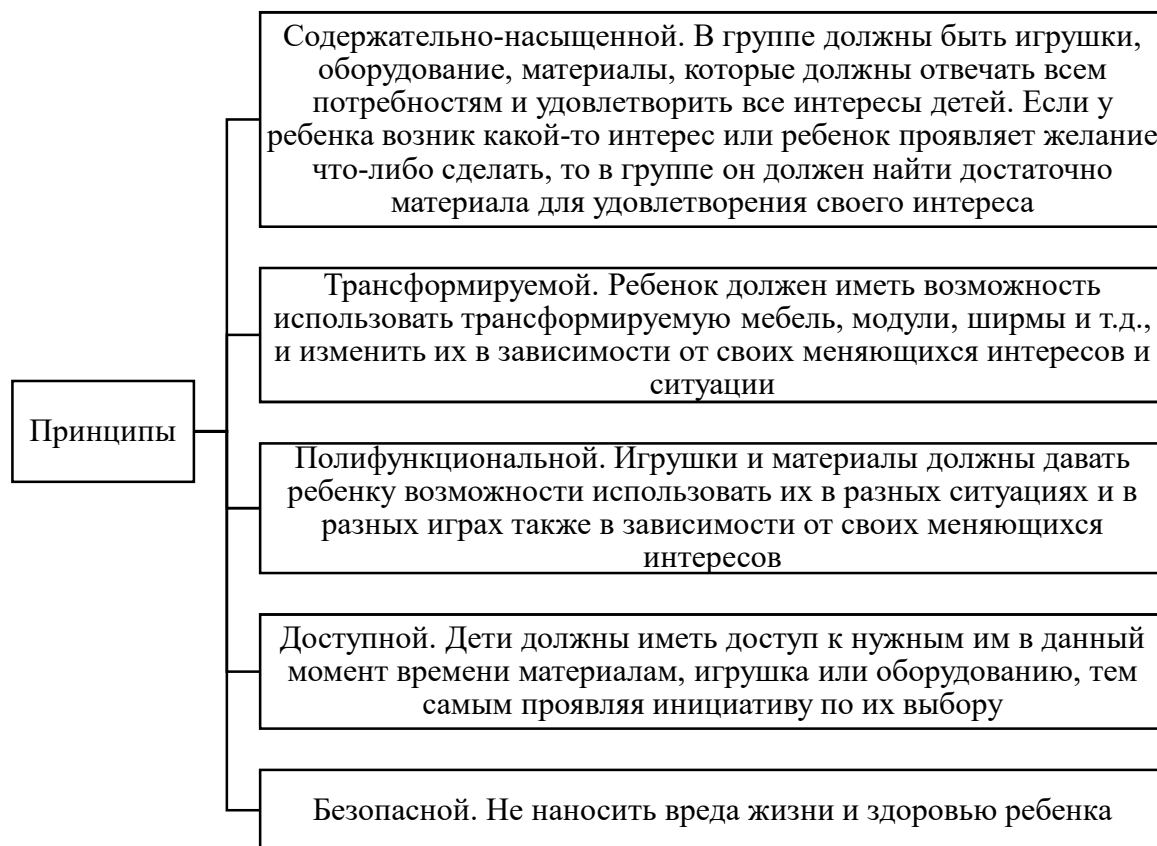 Содержательно-насыщенной. В группе должны быть игрушки,
оборудование, материалы, которые должны отвечать всем
потребностям и удовлетворить все интересы детей. Если у
ребенка возник какой-то интерес или ребенок проявляет желание
что-либо сделать, то в группе он должен найти достаточно
материала для удовлетворения своего интереса
Трансформируемой. Ребенок должен иметь возможность
использовать трансформируемую мебель, модули, ширмы и т.д.,
и изменить их в зависимости от своих меняющихся интересов и
ситуации
Принципы
Полифункциональной. Игрушки и материалы должны давать
ребенку возможности использовать их в разных ситуациях и в
разных играх также в зависимости от своих меняющихся
интересов
Доступной. Дети должны иметь доступ к нужным им в данный
момент времени материалам, игрушка или оборудованию, тем
самым проявляя инициативу по их выбору
Безопасной. Не наносить вреда жизни и здоровью ребенка